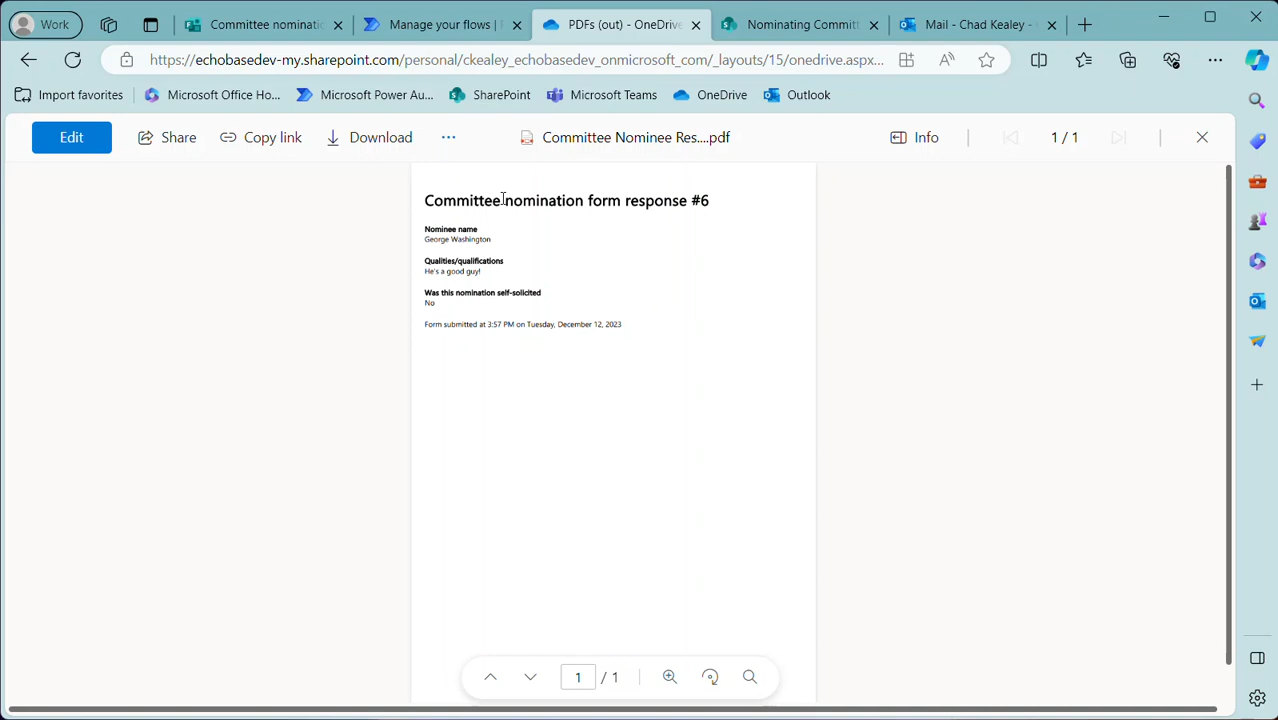 Work
Committee nominatic
Manage your flows |
PDFs (out) - OneDrive
Nominating Committ
Mail - Chad Kealey -
https://echobasedev-my.sharepoint.com/personal/ckealey_echobasedev_onmicrosoft_com/_layouts/15/onedrive.aspx...
Import favorites
Microsoft Office Ho...
Microsoft Power Au...
SharePoint
Microsoft Teams
OneDrive
Outlook
Edit
Share
Copy link
Download
Committee Nominee Res....pdf
Info
1 / 1
Committee nomination form response #6
Nominee name
George Washington
Qualities/qualifications
He's a good guy!
Was this nomination self-solicited
No
Form submitted at 3:57 PM on Tuesday, December 12, 2023
1 / 1